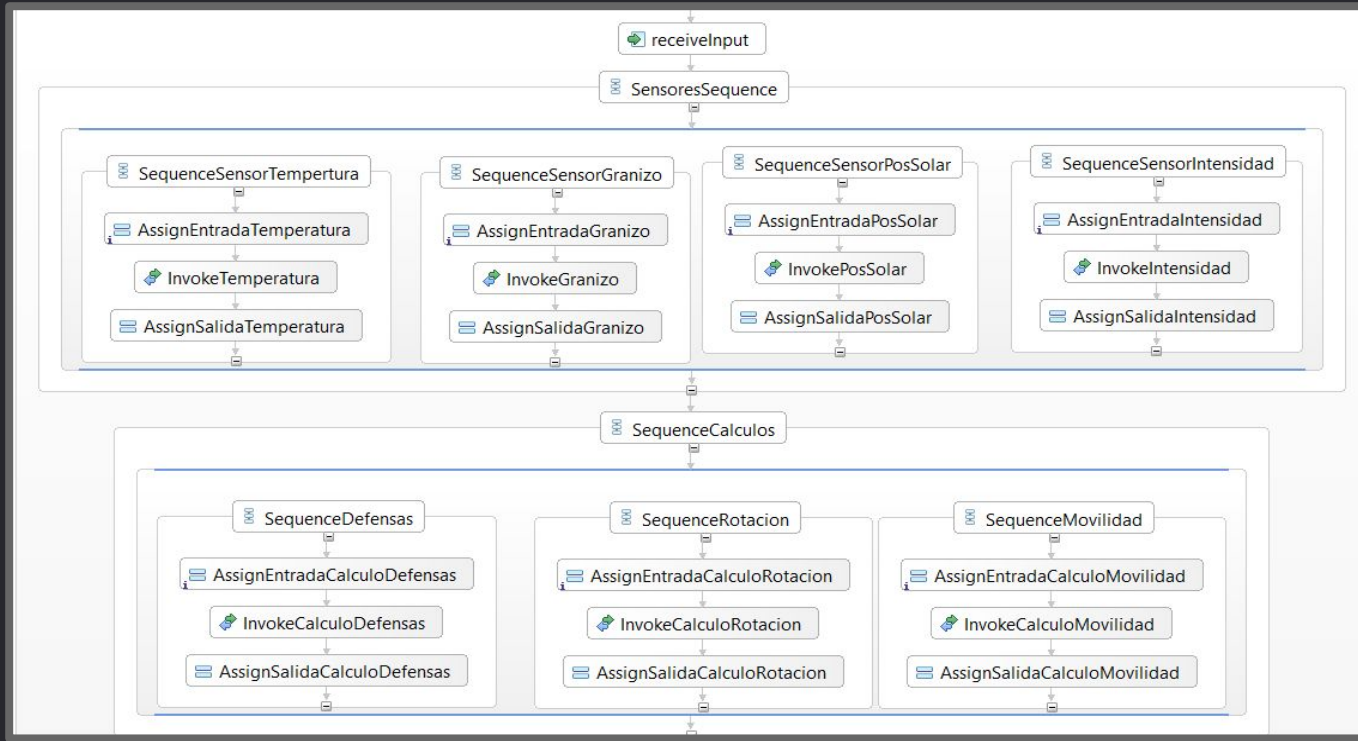 receiveInput
SensoresSequence
SequenceSensorTempertura
SequenceSensorGranizo
SequenceSensorPosSolar
SequenceSensorIntensidad
AssignEntradaTemperatura
AssignEntradaGranizo
AssignEntradaPosSolar
AssignEntradaIntensidad
InvokeTemperatura
InvokeGranizo
InvokePosSolar
InvokeIntensidad
AssignSalidaTemperatura
AssignSalidaGranizo
AssignSalidaPosSolar
AssignSalidaIntensidad
SequenceCalculos
SequenceDefensas
SequenceRotacion
SequenceMovilidad
AssignEntradaCalculoDefensas
AssignEntradaCalculoRotacion
AssignEntradaCalculoMovilidad
InvokeCalculoDefensas
InvokeCalculoRotacion
InvokeCalculoMovilidad
AssignSalidaCalculoDefensas
AssignSalidaCalculoRotacion
AssignSalidaCalculoMovilidad